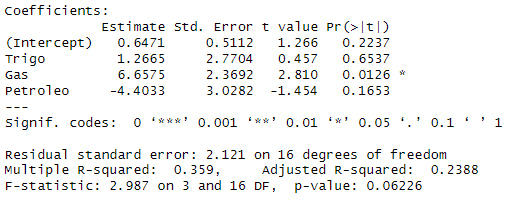 Coefficients:
            Estimate Std. Error t value Pr(>|t|)
(Intercept)   0.6471     0.5112   1.266   0.2237
Trigo         1.2665     2.7704   0.457   0.6537
Gas           6.6575     2.3692   2.810   0.0126 *
Petroleo     -4.4033     3.0282  -1.454   0.1653
---
Signif. codes:  0 ‘***’ 0.001 ‘**’ 0.01 ‘*’ 0.05 ‘.’ 0.1 ‘ ’ 1
Residual standard error: 2.121 on 16 degrees of freedom
Multiple R-squared:  0.359,	Adjusted R-squared:  0.2388
F-statistic: 2.987 on 3 and 16 DF,  p-value: 0.06226